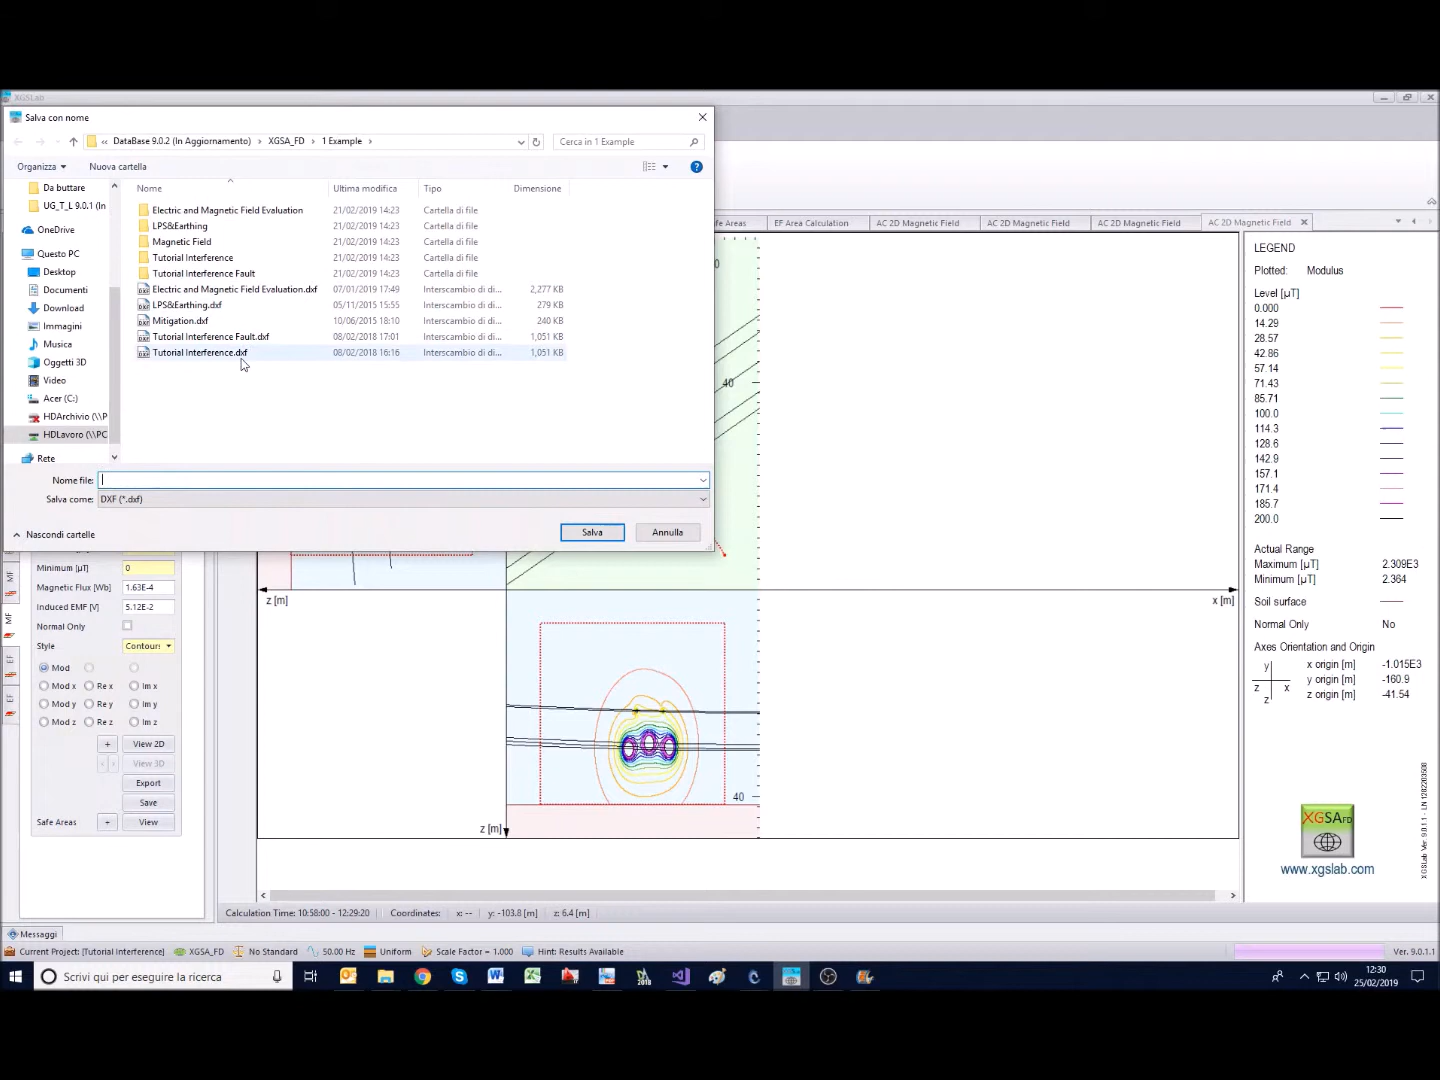 XGSLab
Salva con nome
« DataBase 9.0.2 (In Aggiornamento) › XGSA_FD › 1 Example ›
Cerca in 1 Example
Organizza
Nuova cartella
Nome Ultima modifica Tipo Dimensione
Electric and Magnetic Field Evaluation 21/02/2019 14:23 Cartella di file
LPS&Earthing 21/02/2019 14:23 Cartella di file
Magnetic Field 21/02/2019 14:23 Cartella di file
Tutorial Interference 21/02/2019 14:23 Cartella di file
Tutorial Interference Fault 21/02/2019 14:23 Cartella di file
Electric and Magnetic Field Evaluation.dxf 07/01/2019 17:49 Interscambio di di... 2,277 KB
LPS&Earthing.dxf 05/11/2015 15:55 Interscambio di di... 279 KB
Mitigation.dxf 10/06/2015 18:10 Interscambio di di... 240 KB
Tutorial Interference Fault.dxf 08/02/2018 17:01 Interscambio di di... 1,051 KB
Tutorial Interference.dxf 08/02/2018 16:16 Interscambio di di... 1,051 KB
Da buttare
UG_T_L 9.0.1 (In
OneDrive
Questo PC
Desktop
Documenti
Download
Immagini
Musica
Oggetti 3D
Video
Acer (C:)
HDArchivio (\\P
HDLavoro (\\PC
Rete
Nome file:
Salva come: DXF (*.dxf)
Nascondi cartelle
Salva
Annulla
fe Areas
EF Area Calculation
AC 2D Magnetic Field
AC 2D Magnetic Field
AC 2D Magnetic Field
AC 2D Magnetic Field
40
z [m]
x [m]
40
z [m]
LEGEND
Plotted: Modulus
Level [µT]
0.000
14.29
28.57
42.86
57.14
71.43
85.71
100.0
114.3
128.6
142.9
157.1
171.4
185.7
200.0
Actual Range
Maximum [µT] 2.309E3
Minimum [µT] 2.364
Soil surface
Normal Only No
Axes Orientation and Origin
y
z x
z
x origin [m] -1.015E3
y origin [m] -160.9
z origin [m] -41.54
XGSA FD
www.xgslab.com
MF
MF
EF
EF
Minimum [µT] 0
Magnetic Flux [Wb] 1.63E-4
Induced EMF [V] 5.12E-2
Normal Only
Style Contour
Mod
Mod x Re x Im x
Mod y Re y Im y
Mod z Re z Im z
+ View 2D
View 3D
Export
Save
Safe Areas + View
Calculation Time: 10:58:00 - 12:29:20 Coordinates: x: -- y: -103.8 [m] z: 6.4 [m]
Messaggi
Current Project: [Tutorial Interference] XGSA_FD No Standard 50.00 Hz Uniform Scale Factor = 1.000 Hint: Results Available Ver. 9.0.1.1
Scrivi qui per eseguire la ricerca
2018
12:30
25/02/2019